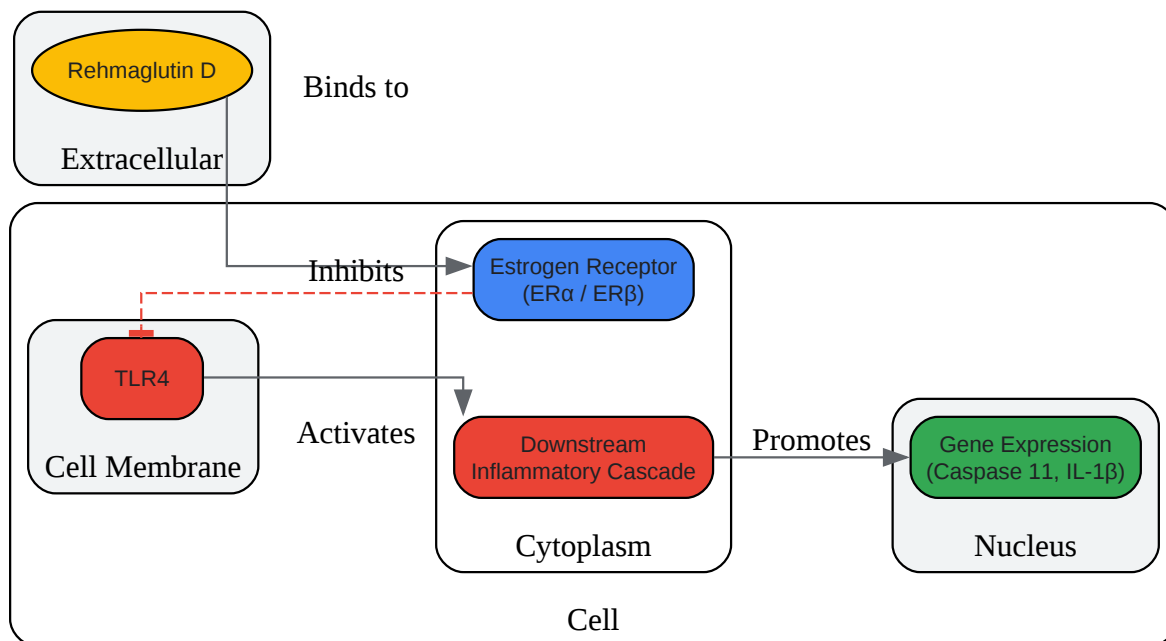 Rehmaglutin D
Binds to
Extracellular
Inhibits
Estrogen Receptor
(ERα / ERβ)
TLR4
Cell Membrane
Activates
Downstream
Inflammatory Cascade
Cytoplasm
Promotes
Gene Expression
(Caspase 11, IL-1β)
Nucleus
Cell